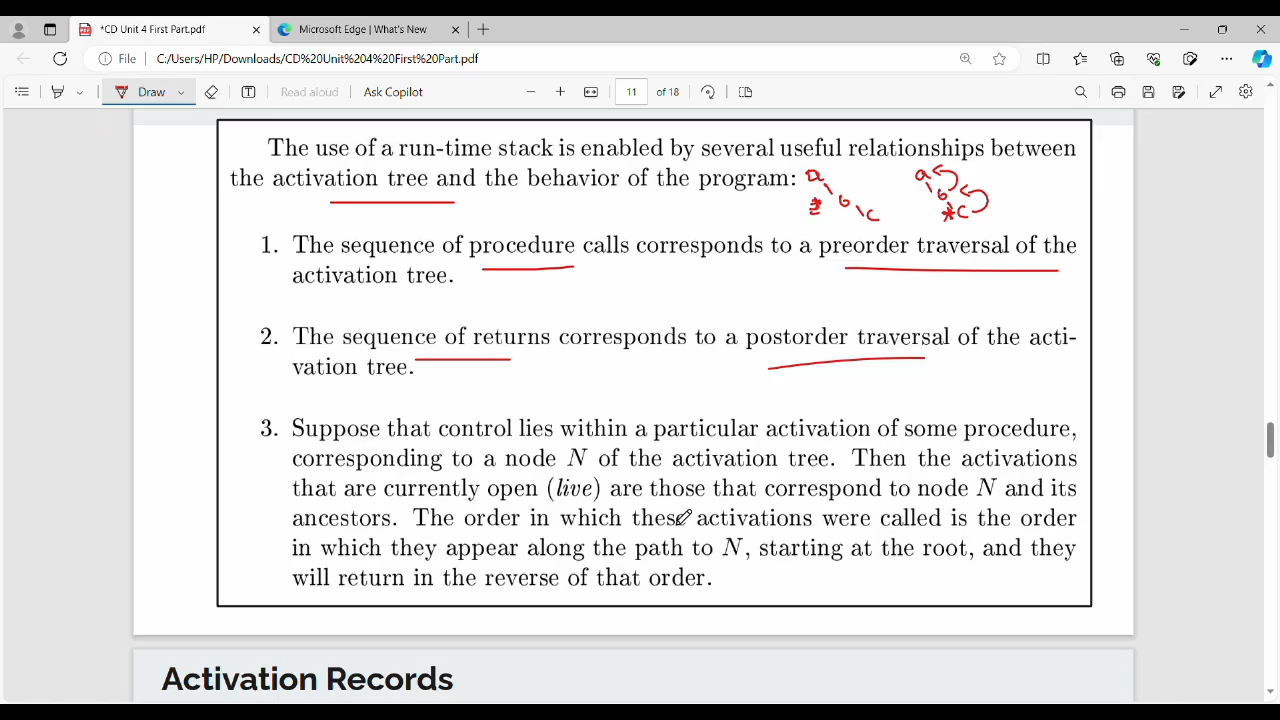 *CD Unit 4 First Part.pdf
Microsoft Edge | What's New
File C:/Users/HP/Downloads/CD%20Unit%204%20First%20Part.pdf
Draw Read aloud Ask Copilot 11 of 18
The use of a run-time stack is enabled by several useful relationships between
the activation tree and the behavior of the program:
a
b
c
a
b
c
1. The sequence of procedure calls corresponds to a preorder traversal of the
activation tree.
2. The sequence of returns corresponds to a postorder traversal of the acti-
vation tree.
3. Suppose that control lies within a particular activation of some procedure,
corresponding to a node N of the activation tree. Then the activations
that are currently open (live) are those that correspond to node N and its
ancestors. The order in which these activations were called is the order
in which they appear along the path to N, starting at the root, and they
will return in the reverse of that order.
Activation Records